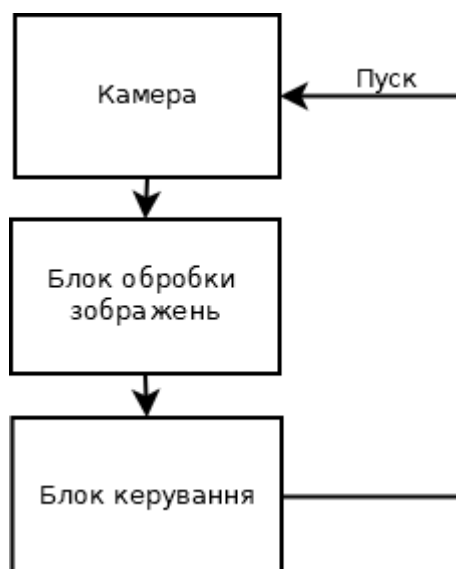 Камера
Пуск
Блок обробки
зображень
Блок керування